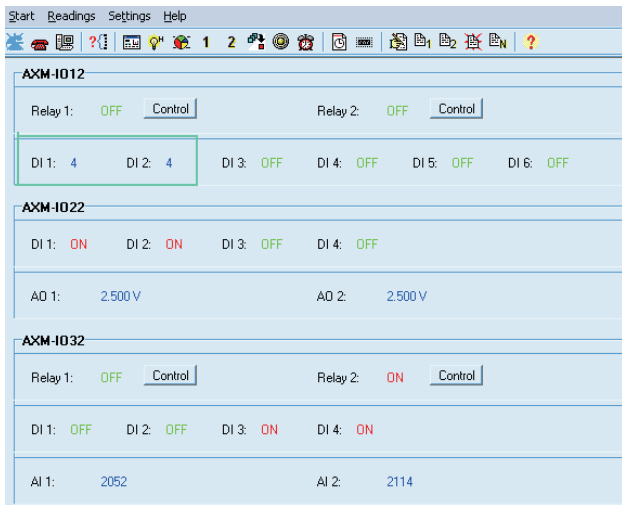 Start Readings Settings Help
?{} H 1 2 1 2 N ?
AXM-IO12
Relay 1: OFF Control Relay 2: OFF Control
DI 1: 4 DI 2: 4 DI 3: OFF DI 4: OFF DI 5: OFF DI 6: OFF
AXM-IO22
DI 1: ON DI 2: ON DI 3: OFF DI 4: OFF
AO 1: 2.500 V AO 2: 2.500 V
AXM-IO32
Relay 1: OFF Control Relay 2: ON Control
DI 1: OFF DI 2: OFF DI 3: ON DI 4: ON
AI 1: 2052 AI 2: 2114